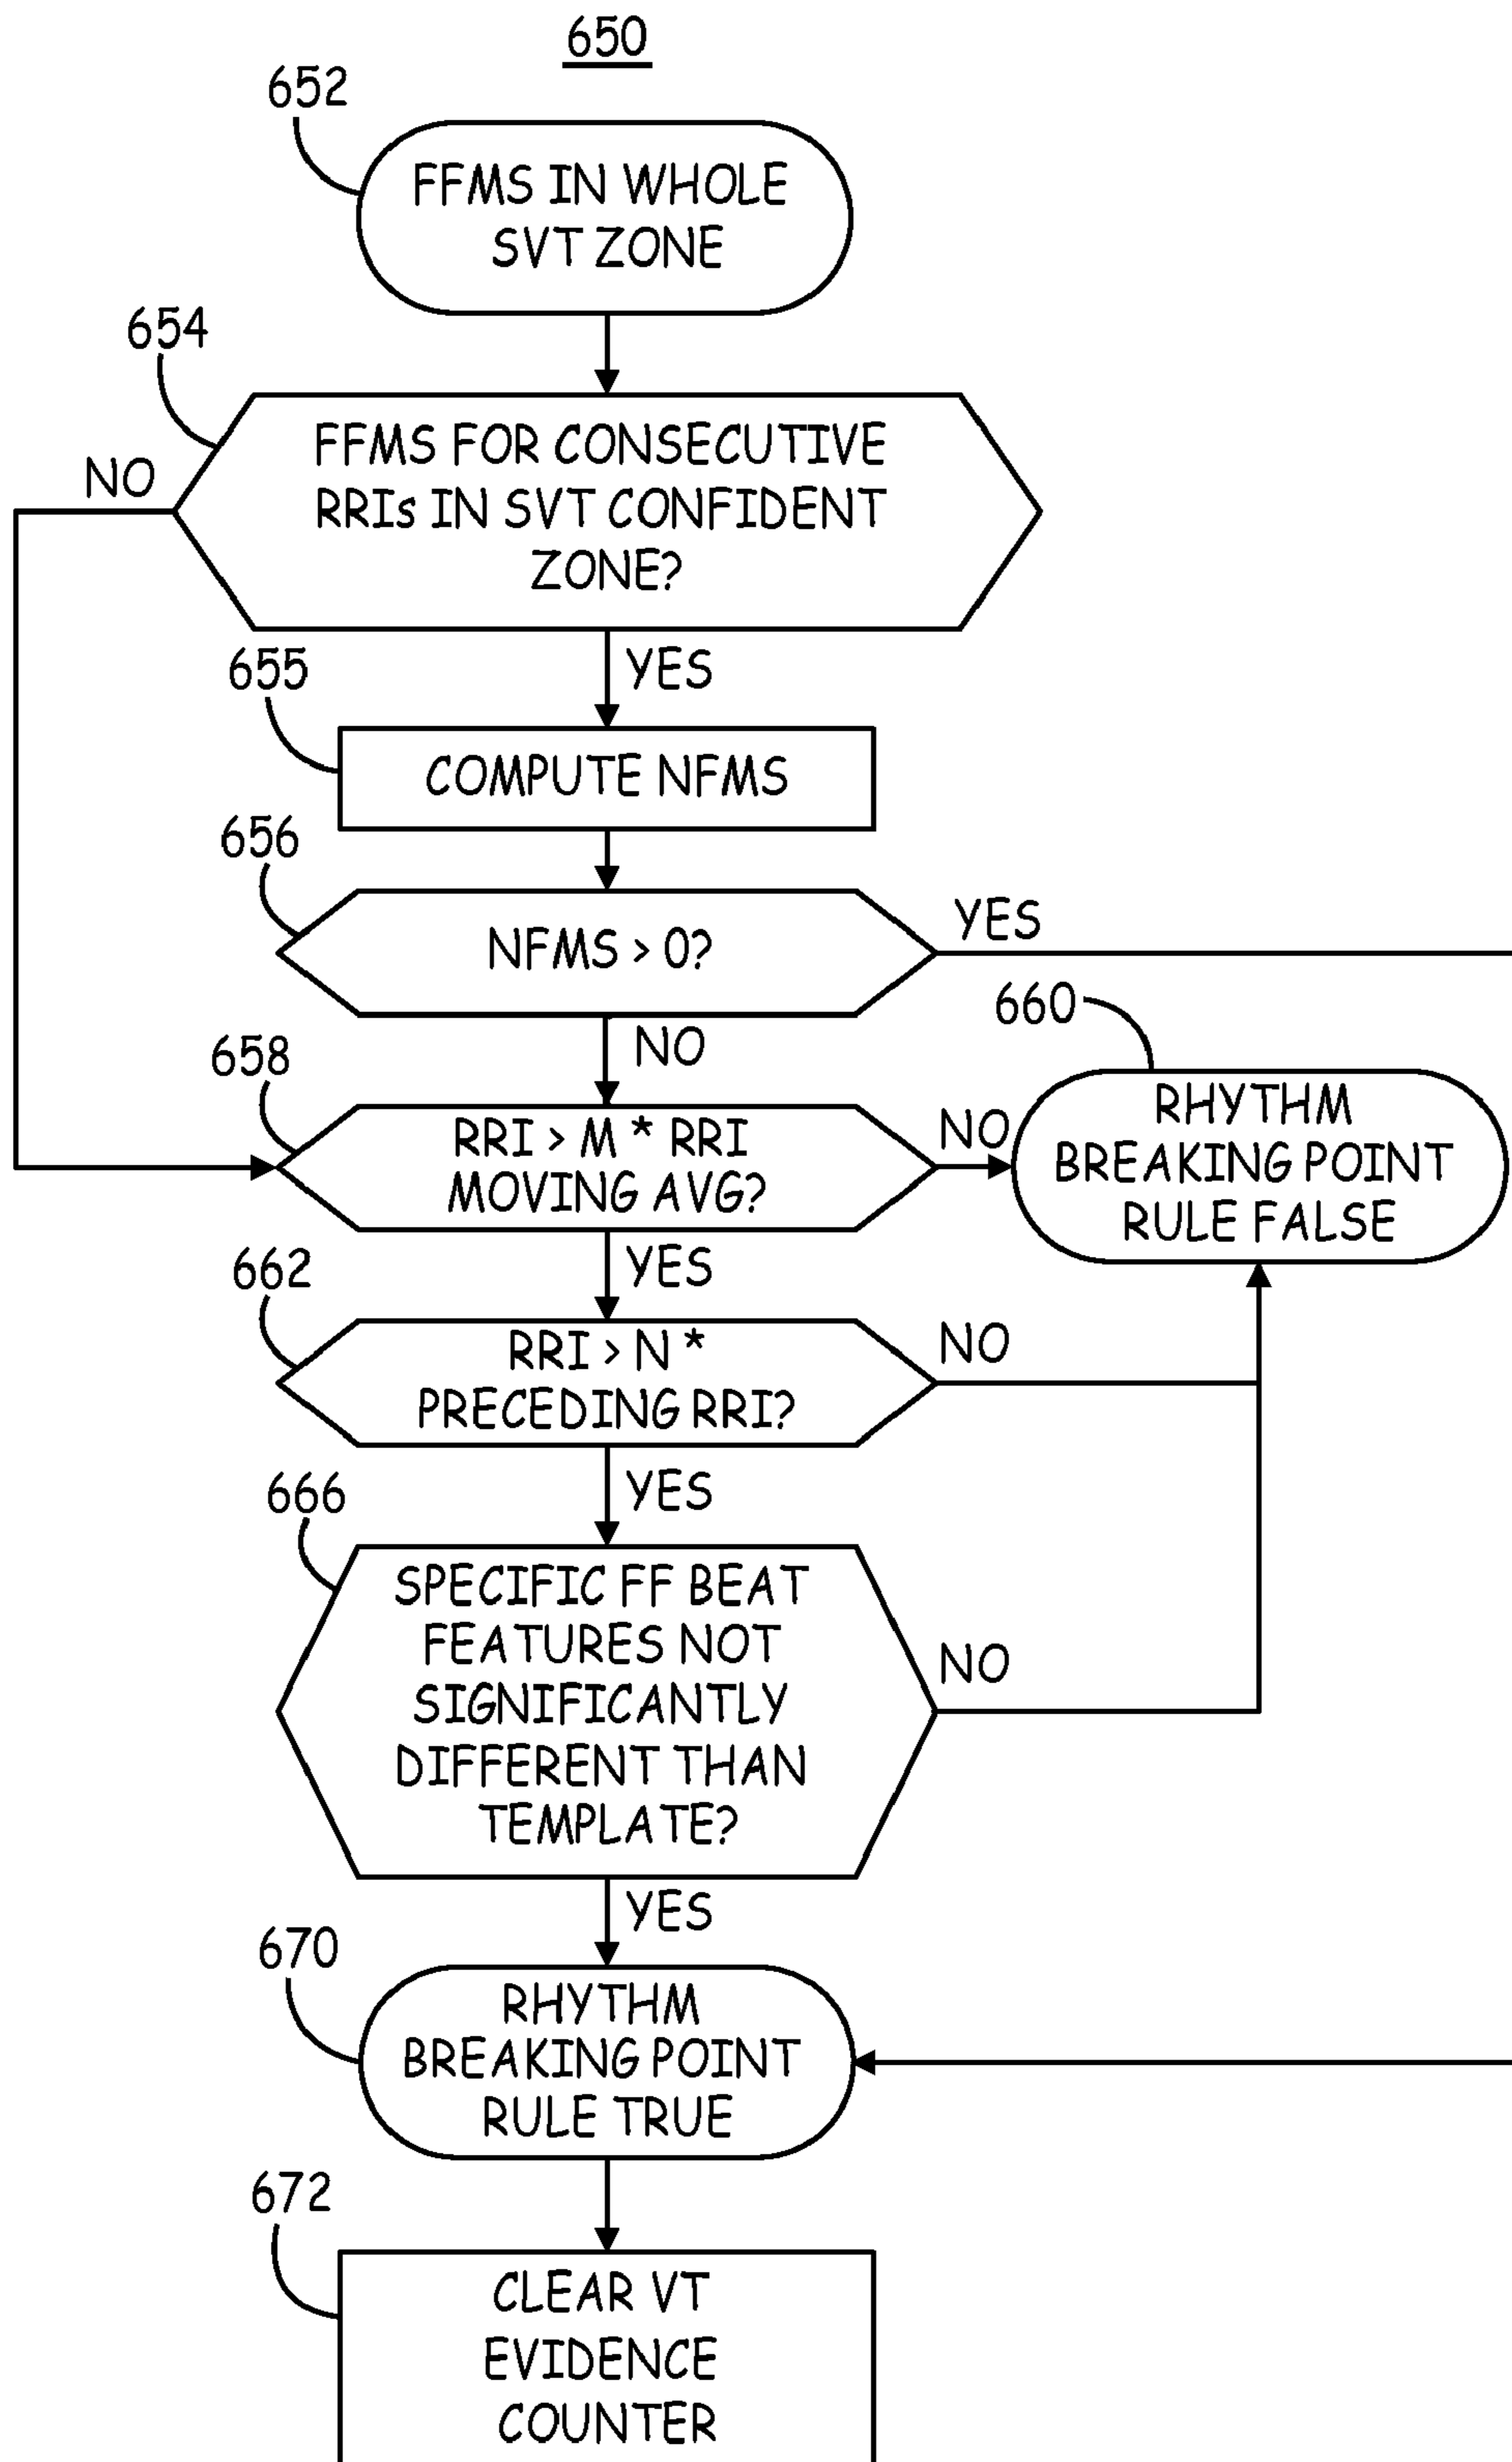 650
652
FFMS IN WHOLE
SVT ZONE
654
FFMS FOR CONSECUTIVE
RRIs IN SVT CONFIDENT
ZONE?
NO
YES
655
COMPUTE NFMS
656
NFMS > 0?
YES
NO
658
RRI > M * RRI
MOVING AVG?
NO
660
RHYTHM
BREAKING POINT
RULE FALSE
YES
662
RRI > N *
PRECEDING RRI?
NO
YES
666
SPECIFIC FF BEAT
FEATURES NOT
SIGNIFICANTLY
DIFFERENT THAN
TEMPLATE?
NO
YES
670
RHYTHM
BREAKING POINT
RULE TRUE
672
CLEAR VT
EVIDENCE
COUNTER